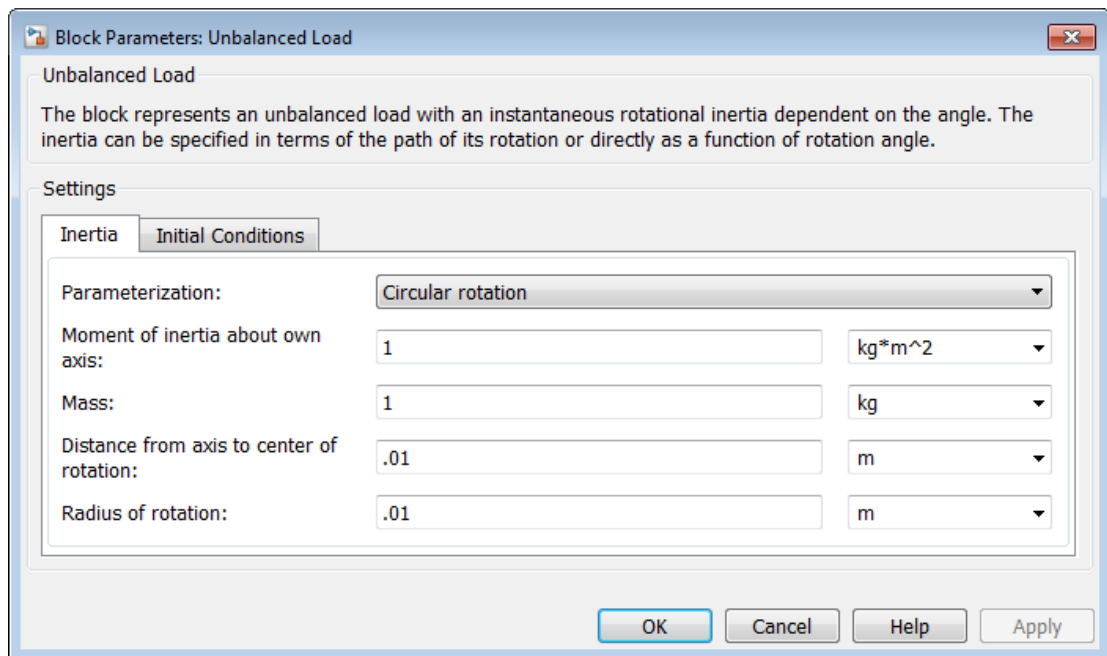 Block Parameters: Unbalanced Load
Unbalanced Load
The block represents an unbalanced load with an instantaneous rotational inertia dependent on the angle. The
inertia can be specified in terms of the path of its rotation or directly as a function of rotation angle.
Settings
Inertia Initial Conditions
Parameterization: Circular rotation
Moment of inertia about own
axis: 1 kg*m^2
Mass: 1 kg
Distance from axis to center of
rotation: .01 m
Radius of rotation: .01 m
OK Cancel Help Apply